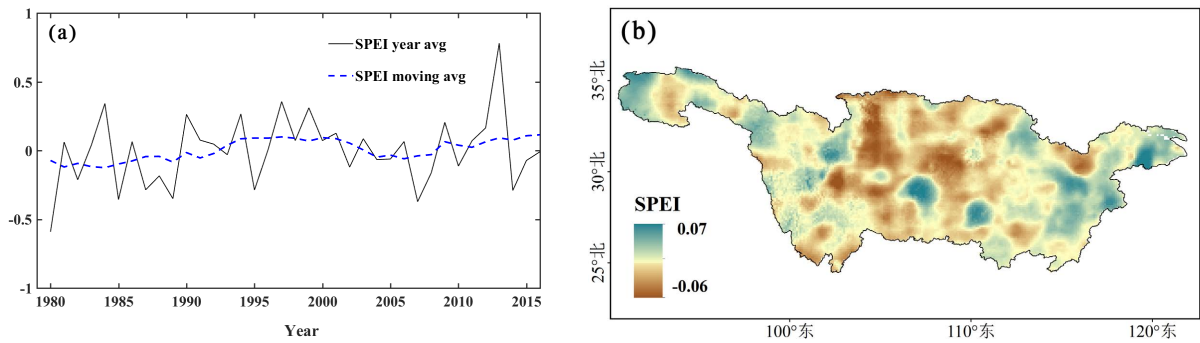 (a)
SPEI year avg
SPEI moving avg
1
0.5
0
-0.5
-1
1980 1985 1990 1995 2000 2005 2010 2015
Year
(b)
35°北
30°北
25°北
SPEI
0.07
-0.06
100°东 110°东 120°东